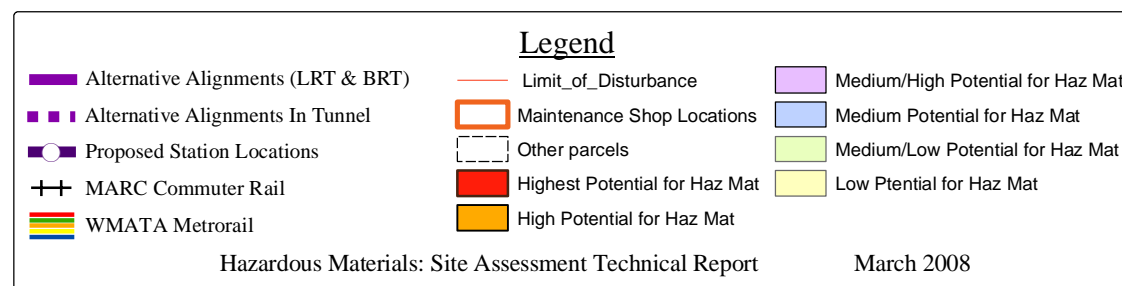 Legend
Alternative Alignments (LRT & BRT)
Alternative Alignments In Tunnel
Proposed Station Locations
MARC Commuter Rail
WMATA Metrorail
Limit_of_Disturbance
Maintenance Shop Locations
Other parcels
Highest Potential for Haz Mat
High Potential for Haz Mat
Medium/High Potential for Haz Mat
Medium Potential for Haz Mat
Medium/Low Potential for Haz Mat
Low Ptential for Haz Mat
Hazardous Materials: Site Assessment Technical Report March 2008